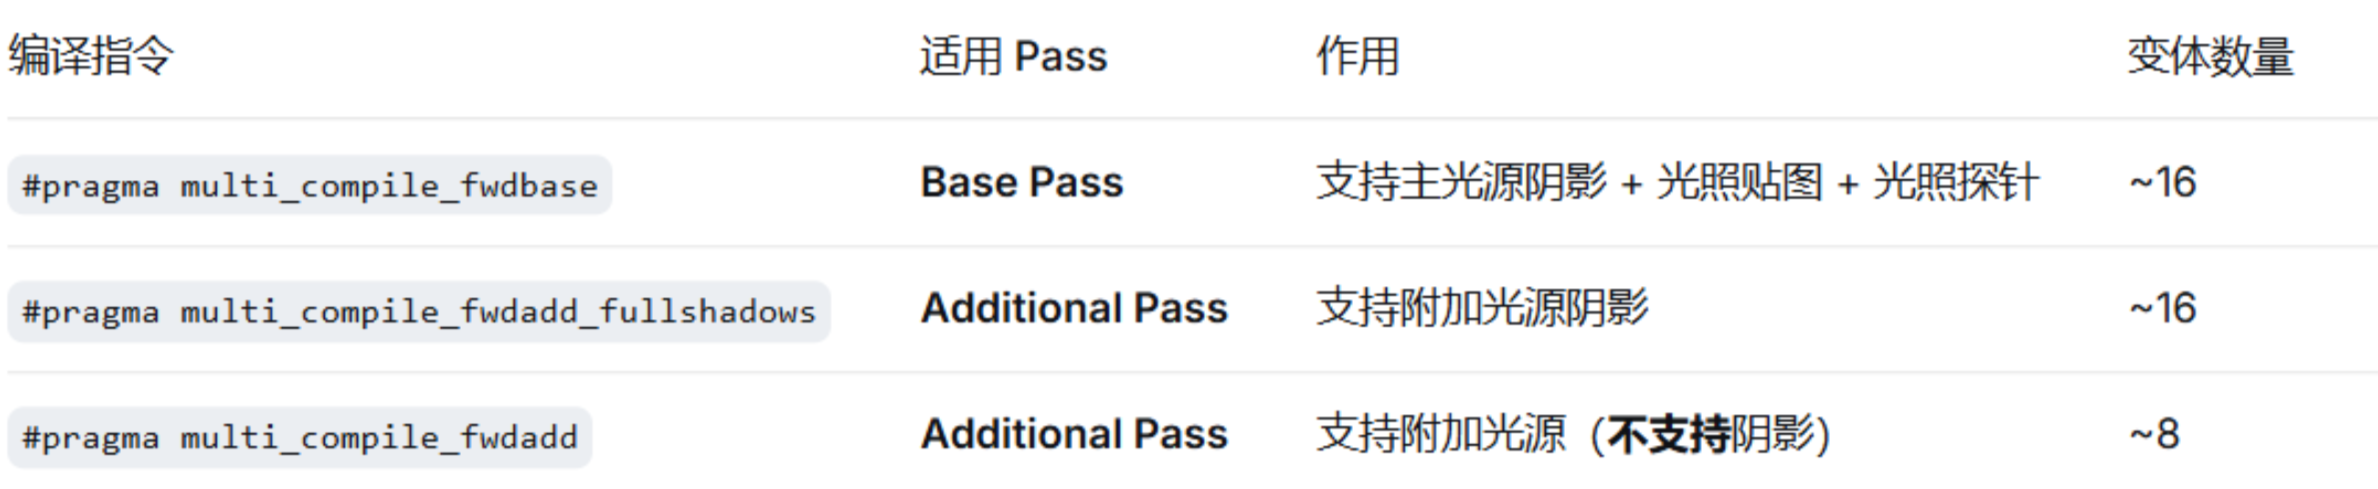 编译指令 适用 Pass 作用 变体数量
#pragma multi_compile_fwdbase Base Pass 支持主光源阴影 + 光照贴图 + 光照探针 ~16
#pragma multi_compile_fwdadd_fullshadows Additional Pass 支持附加光源阴影 ~16
#pragma multi_compile_fwdadd Additional Pass 支持附加光源（不支持阴影） ~8